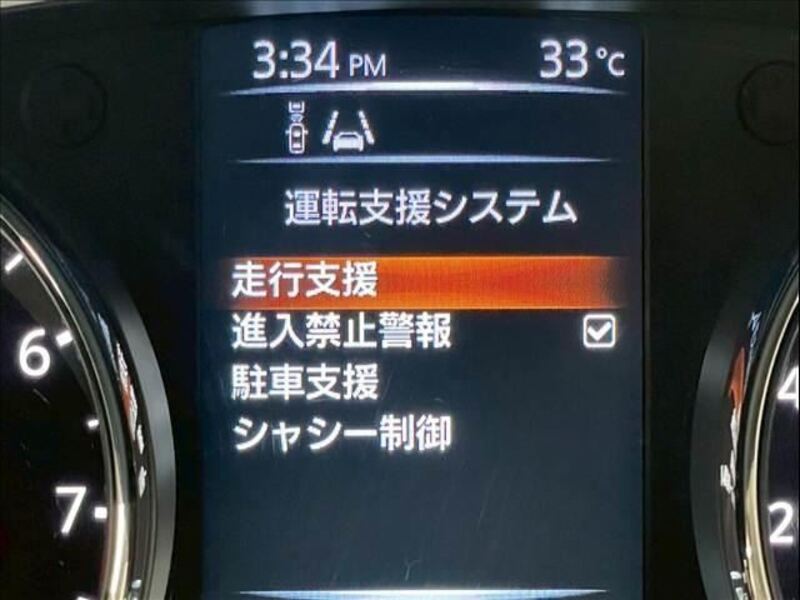 3:34 PM 33℃
運転支援システム
走行支援
進入禁止警報
駐車支援
シャシー制御
6
7
4
2